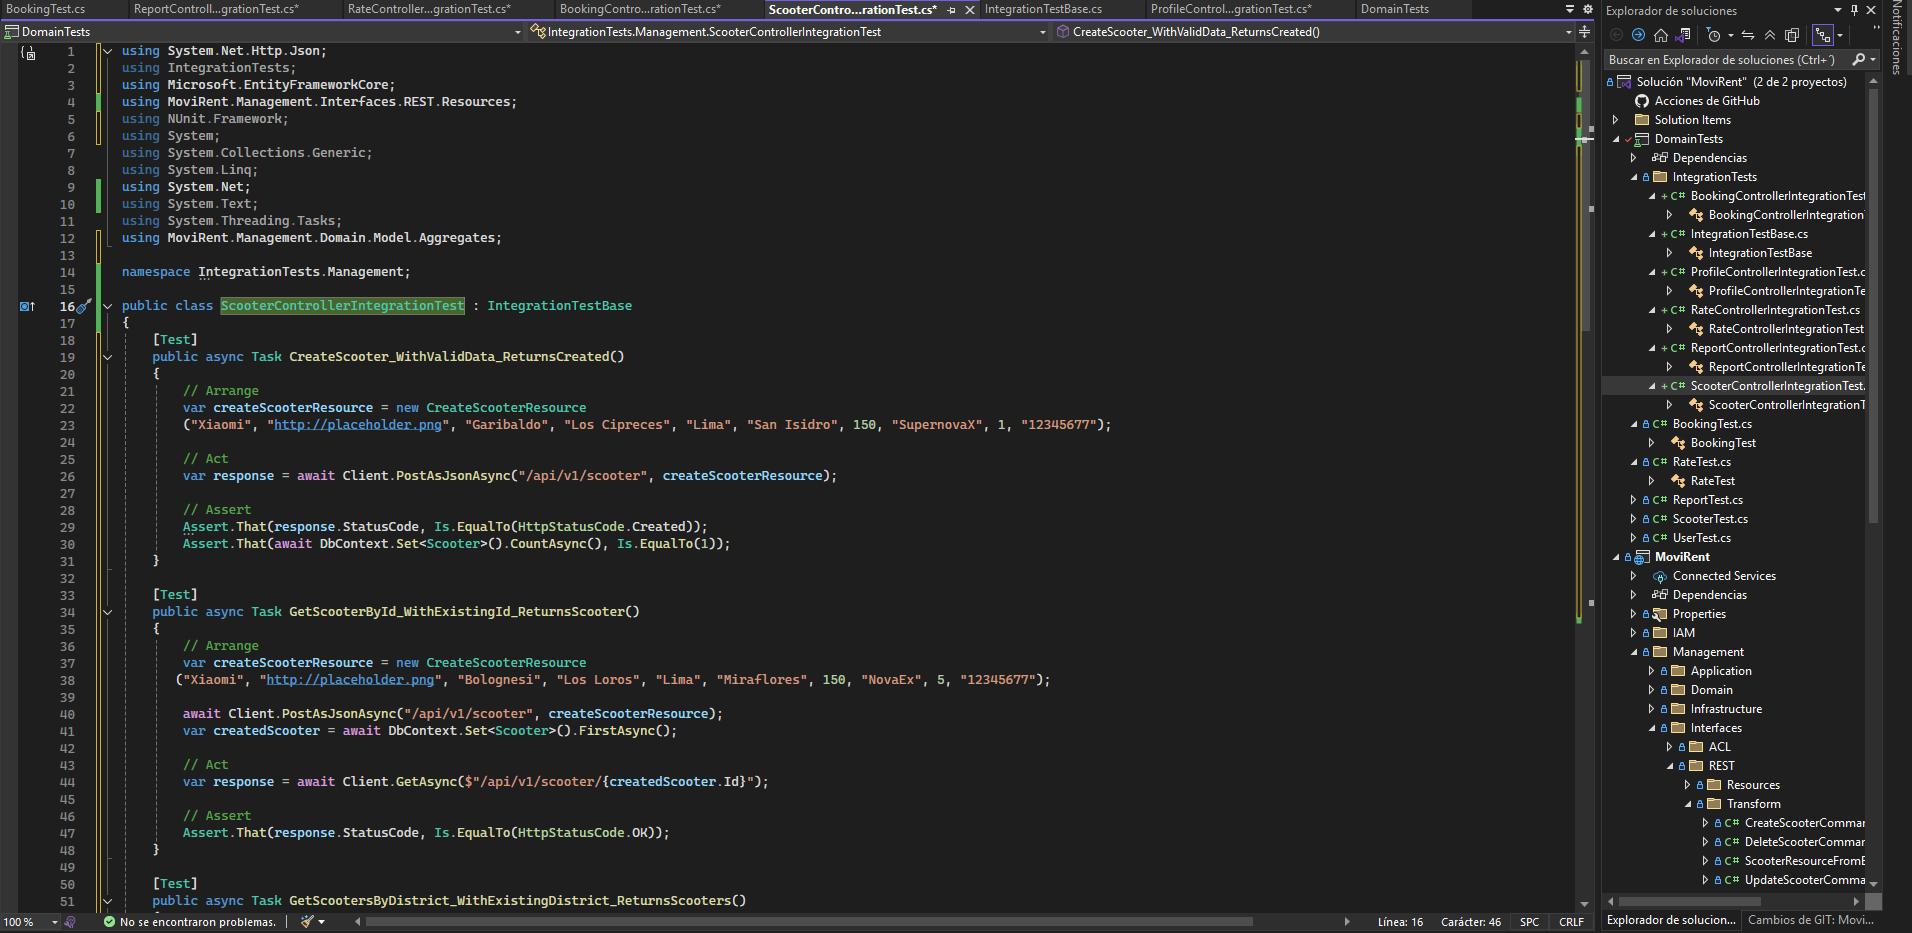 BookingTest.cs
ReportControll...grationTest.cs*
RateController...grationTest.cs*
BookingContro...rationTest.cs*
ScooterContro...rationTest.cs*
IntegrationTestBase.cs
ProfileControl...grationTest.cs*
DomainTests
DomainTests
IntegrationTests.Management.ScooterControllerIntegrationTest
CreateScooter_WithValidData_ReturnsCreated()
1 using System.Net.Http.Json;
2 using IntegrationTests;
3 using Microsoft.EntityFrameworkCore;
4 using MoviRent.Management.Interfaces.REST.Resources;
5 using NUnit.Framework;
6 using System;
7 using System.Collections.Generic;
8 using System.Linq;
9 using System.Net;
10 using System.Text;
11 using System.Threading.Tasks;
12 using MoviRent.Management.Domain.Model.Aggregates;
13
14 namespace IntegrationTests.Management;
15
16 public class ScooterControllerIntegrationTest : IntegrationTestBase
17 {
18 [Test]
19 public async Task CreateScooter_WithValidData_ReturnsCreated()
20 {
21 // Arrange
22 var createScooterResource = new CreateScooterResource
23 ("Xiaomi", "http://placeholder.png", "Garibaldo", "Los Cipreces", "Lima", "San Isidro", 150, "SupernovaX", 1, "12345677");
24
25 // Act
26 var response = await Client.PostAsJsonAsync("/api/v1/scooter", createScooterResource);
27
28 // Assert
29 Assert.That(response.StatusCode, Is.EqualTo(HttpStatusCode.Created));
30 Assert.That(await DbContext.Set<Scooter>().CountAsync(), Is.EqualTo(1));
31 }
32
33 [Test]
34 public async Task GetScooterById_WithExistingId_ReturnsScooter()
35 {
36 // Arrange
37 var createScooterResource = new CreateScooterResource
38 ("Xiaomi", "http://placeholder.png", "Bolognesi", "Los Loros", "Lima", "Miraflores", 150, "NovaEx", 5, "12345677");
39
40 await Client.PostAsJsonAsync("/api/v1/scooter", createScooterResource);
41 var createdScooter = await DbContext.Set<Scooter>().FirstAsync();
42
43 // Act
44 var response = await Client.GetAsync($"/api/v1/scooter/{createdScooter.Id}");
45
46 // Assert
47 Assert.That(response.StatusCode, Is.EqualTo(HttpStatusCode.OK));
48 }
49
50 [Test]
51 public async Task GetScootersByDistrict_WithExistingDistrict_ReturnsScooters()
100 %
No se encontraron problemas.
Línea: 16
Carácter: 46
SPC
CRLF
Explorador de soluciones
Buscar en Explorador de soluciones (Ctrl+´)
Solución "MoviRent" (2 de 2 proyectos)
Acciones de GitHub
Solution Items
DomainTests
Dependencias
IntegrationTests
C# BookingControllerIntegrationTest
BookingControllerIntegration
C# IntegrationTestBase.cs
IntegrationTestBase
C# ProfileControllerIntegrationTest.c
ProfileControllerIntegrationTe
C# RateControllerIntegrationTest.cs
RateControllerIntegrationTest
C# ReportControllerIntegrationTest.c
ReportControllerIntegrationTe
C# ScooterControllerIntegrationTest.
ScooterControllerIntegrationT
C# BookingTest.cs
BookingTest
C# RateTest.cs
RateTest
C# ReportTest.cs
C# ScooterTest.cs
C# UserTest.cs
MoviRent
Connected Services
Dependencias
Properties
IAM
Management
Application
Domain
Infrastructure
Interfaces
ACL
REST
Resources
Transform
C# CreateScooterCommar
C# DeleteScooterCommar
C# ScooterResourceFromE
C# UpdateScooterComma
Explorador de solucion...
Cambios de GIT: Movi...
Notificaciones